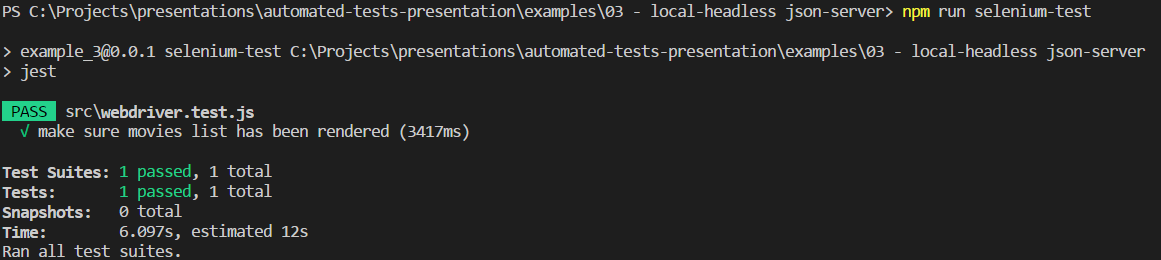 PS C:\Projects\presentations\automated-tests-presentation\examples\03 - local-headless json-server> npm run selenium-test
> example_3@0.0.1 selenium-test C:\Projects\presentations\automated-tests-presentation\examples\03 - local-headless json-server
> jest
PASS src\webdriver.test.js
√ make sure movies list has been rendered (3417ms)
Test Suites: 1 passed, 1 total
Tests: 1 passed, 1 total
Snapshots: 0 total
Time: 6.097s, estimated 12s
Ran all test suites.